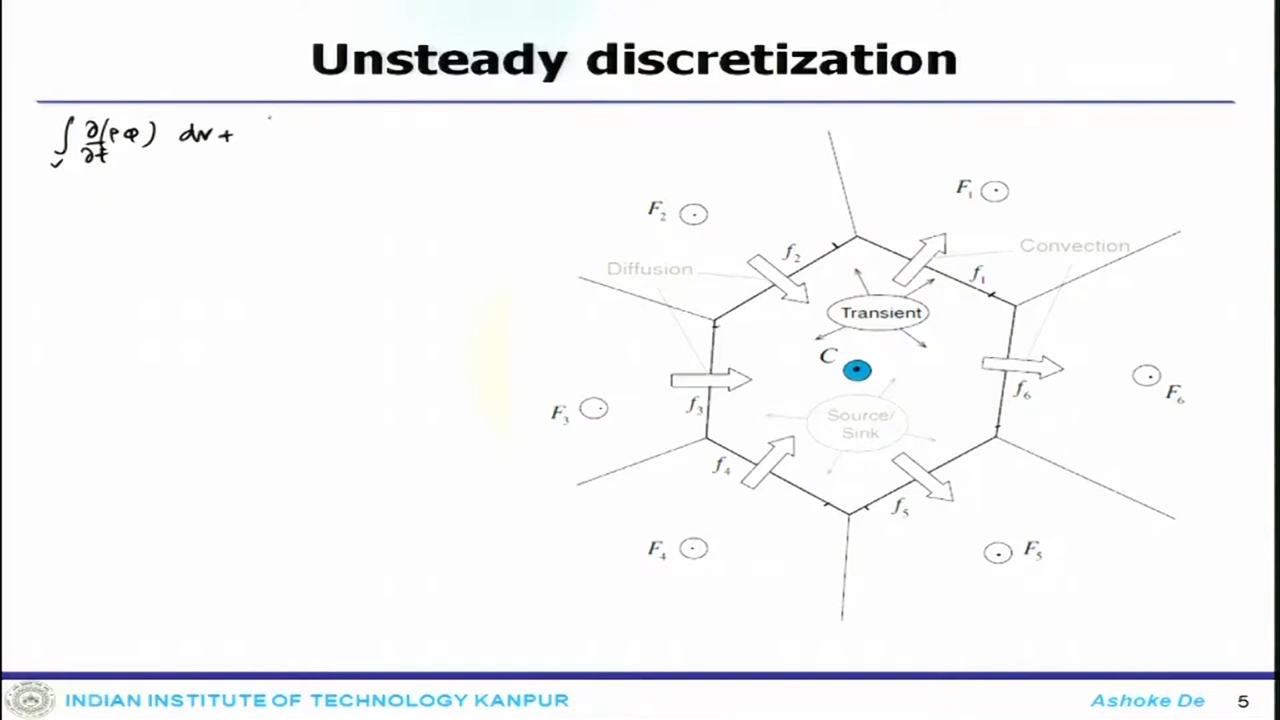 Unsteady discretization
∫_v ∂(ρφ)/∂t dv +
F₁
F₂
f₂
Convection
Diffusion
f₁
Transient
C
F₃
f₃
f₆
F₆
Source/
Sink
f₄
f₅
F₄
F₅
INDIAN INSTITUTE OF TECHNOLOGY KANPUR
Ashoke De
5